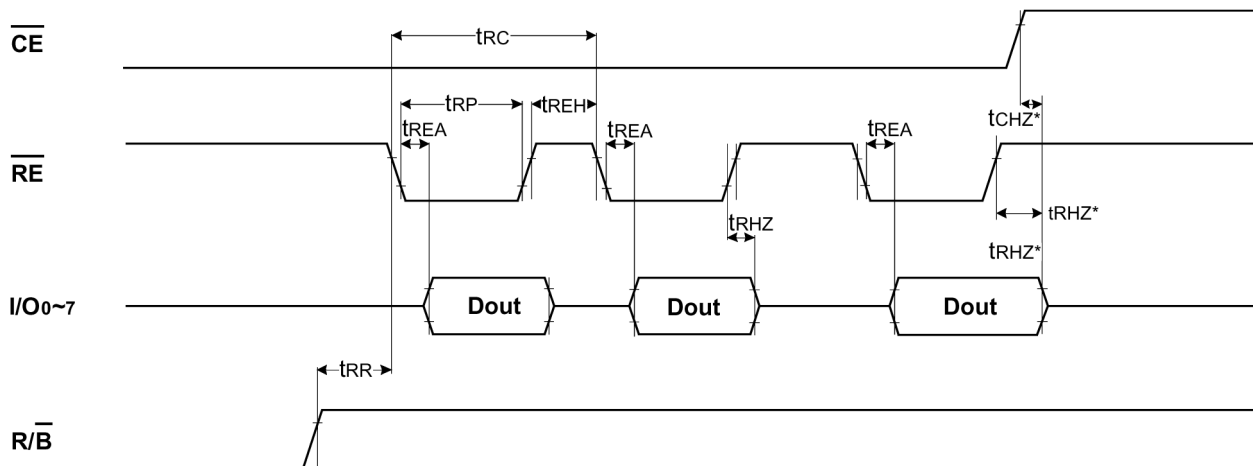 CE
tRC
tRP
tREH
tCHZ*
tREA
tREA
tREA
RE
tRHZ*
tRHZ
tRHZ*
I/O0~7
Dout
Dout
Dout
tRR
R/B